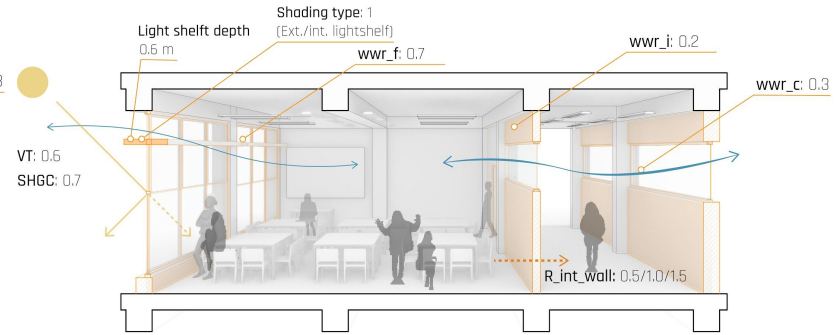 Shading type: 1
(Ext./int. lightshelf)
Light shelft depth
0.6 m
wwr_f: 0.7
wwr_i: 0.2
wwr_c: 0.3
VT: 0.6
SHGC: 0.7
R_int_wall: 0.5/1.0/1.5